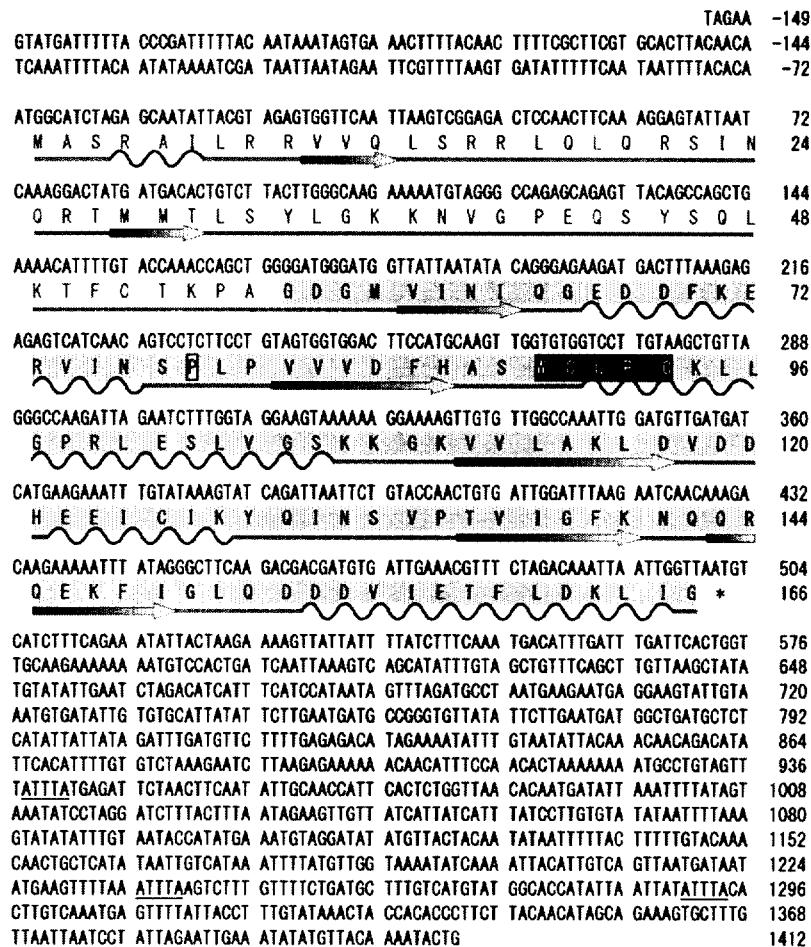 TAGAA -149
GTATGATTTTTA CCCGATTTTTAC AATAAATAGTGA AACTTTTACAAC TTTTCGCTTCGT GCACTTACAACA -144
TCAAATTTTACA ATATAAAATCGA TAATTAATAGAA TTCGTTTTAAGT GATATTTTTCAA TAATTTTACACA -72
ATGGCATCTAGA GCAATATTACGT AGAGTGGTTCAA TTAAGTCGGAGA CTCCAACTTCAA AGGAGTATTAAT 72
M A S R A I L R R V V Q L S R R L Q L Q R S I N 24
CAAAGGACTATG ATGACACTGTCT TACTTGGGCAAG AAAAATGTAGGG CCAGAGCAGAGT TACAGCCAGCTG 144
Q R T M M T L S Y L G K K N V G P E Q S Y S Q L 48
AAAACATTTTGT ACCAAACCAGCT GGGGATGGGATG GTTATTAATATA CAGGGAGAAGAT GACTTTAAAGAG 216
K T F C T K P A G D G M V I N I Q G E D D F K E 72
AGAGTCATCAAC AGTCCTCTTCCT GTAGTGGTGGAC TTCCATGCAAGT TGGTGTGGTCCT TGTAAGCTGTTA 288
R V I N S P L P V V V D F H A S W C G P C K L L 96
GGGCCAAGATTA GAATCTTTGGTA GGAAGTAAAAAA GGAAAAGTTGTG TTGGCCAAATTG GATGTTGATGAT 360
G P R L E S L V G S K K G K V V L A K L D V D D 120
CATGAAGAAATT TGTATAAAGTAT CAGATTAATTCT GTACCAACTGTG ATTGGATTTAAG AATCAACAAAGA 432
H E E I C I K Y Q I N S V P T V I G F K N Q Q R 144
CAAGAAAAATTT ATAGGGCTTCAA GACGACGATGTG ATTGAAACGTTT CTAGACAAATTA ATTGGTTAATGT 504
Q E K F I G L Q D D D V I E T F L D K L I G * 166
CATCTTTCAGAA ATATTACTAAGA AAAGTTATTATT TTATCTTTCAAA TGACATTTGATT TGATTCACTGGT 576
TGCAAGAAAAAA AATGTCCACTGA TCAATTAAAGTC AGCATATTTGTA GCTGTTTCAGCT TGTTAAGCTATA 648
TGTATATTGAAT CTAGACATCATT TCATCCATAATA GTTTAGATGCCT AATGAAGAATGA GGAAGTATTGTA 720
AATGTGATATTG TGTGCATTATAT TCTTGAATGATG CCGGGTGTTATA TTCTTGAATGAT GGCTGATGCTCT 792
CATATTATTATA GATTTGATGTTC TTTTGAGAGACA TAGAAAATATTT GTAATATTACAA ACAACAGACATA 864
TTCACATTTTGT GTCTAAAGAATC TTAAGAGAAAAA ACAACATTTCCA ACACTAAAAAAA ATGCCTGTAGTT 936
TATTTATGAGAT TCTAACTTCAAT ATTGCAACCATT CACTCTGGTTAA CACAATGATATT AAATTTTATAGT 1008
AAATATCCTAGG ATCTTTACTTTA ATAGAAGTTGTT ATCATTATCATT TATCCTTGTGTA TATAATTTTAAA 1080
GTATATATTTGT AATACCATATGA AATGTAGGATAT ATGTTACTACAA TATAATTTTTAC TTTTTGTACAAA 1152
CAACTGCTCATA TAATTGTCATAA ATTTTATGTTGG TAAAATATCAAA ATTACATTGTCA GTTAATGATAAT 1224
ATGAAGTTTTAA ATTTAAGTCTTT GTTTTCTGATGC TTTGTCATGTAT GGCACCATATTA ATTATATTTACA 1296
CTTGTCAAATGA GTTTTATTACCT TTGTATAAACTA CCACACCCTTCT TACAACATAGCA GAAAGTGCTTTG 1368
TTAATTAATCCT ATTAGAATTGAA ATATATGTTACA AAATACTG 1412